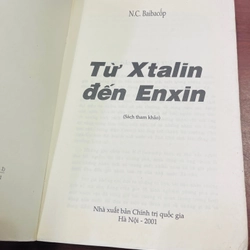 N.C. Baibacốp
Từ Xtalin
đến Enxin
(Sách tham khảo)
Nhà xuất bản Chính trị quốc gia
Hà Nội - 2001